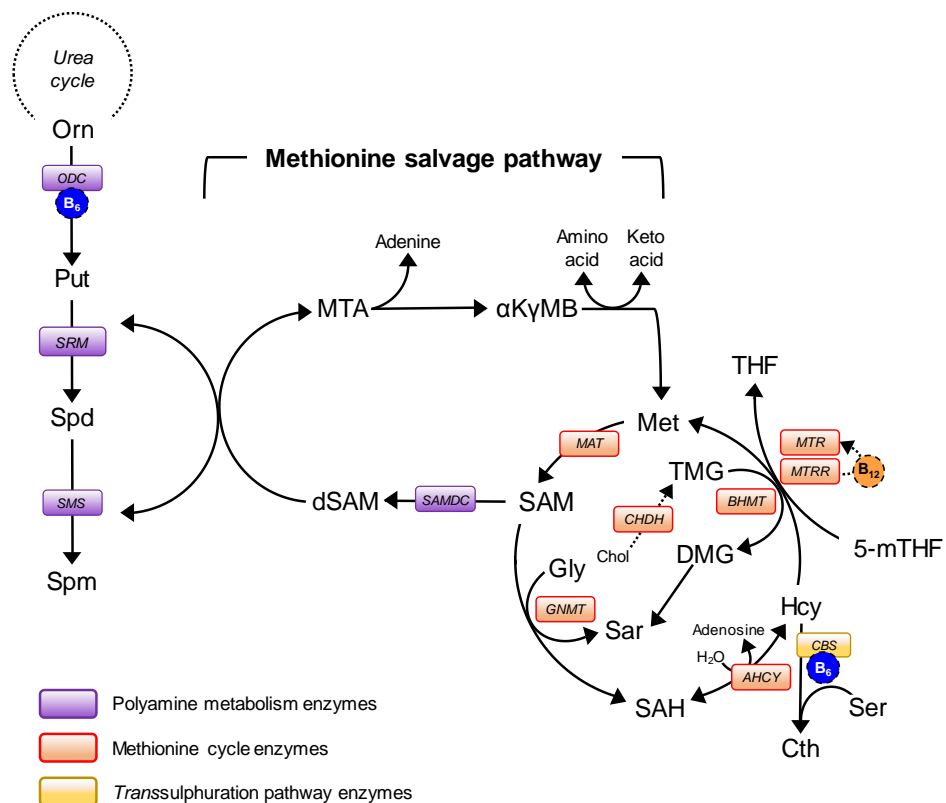 Urea
cycle
Orn
ODC
B6
Put
SRM
Spd
SMS
Spm
Methionine salvage pathway
Adenine
Amino
acid
Keto
acid
MTA
αKγMB
THF
Met
MAT
MTR
MTRR
B12
TMG
BHMT
dSAM
SAMDC
SAM
CHDH
Chol
DMG
5-mTHF
Gly
GNMT
Sar
Hcy
Adenosine
H2O
AHCY
CBS
B6
SAH
Ser
Cth
Polyamine metabolism enzymes
Methionine cycle enzymes
Transsulphuration pathway enzymes